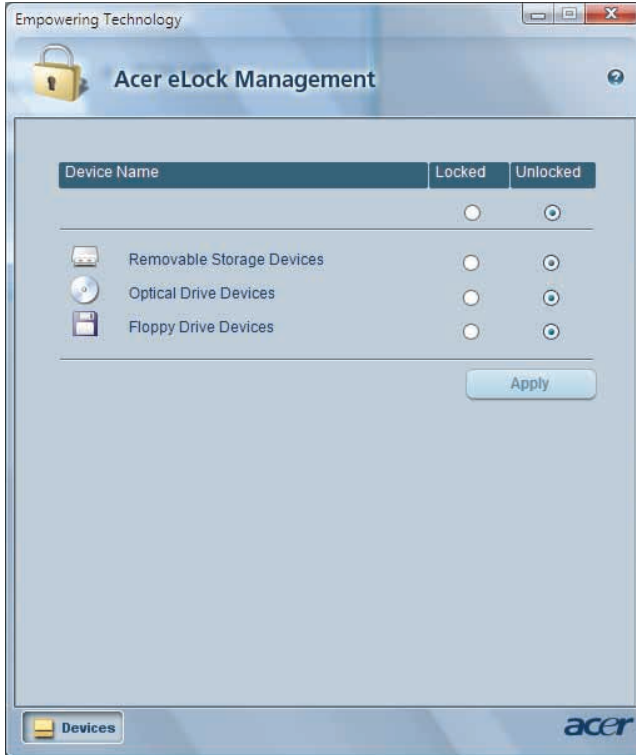 Empowering Technology
Acer eLock Management
Device Name Locked Unlocked
Removable Storage Devices
Optical Drive Devices
Floppy Drive Devices
Apply
Devices
acer